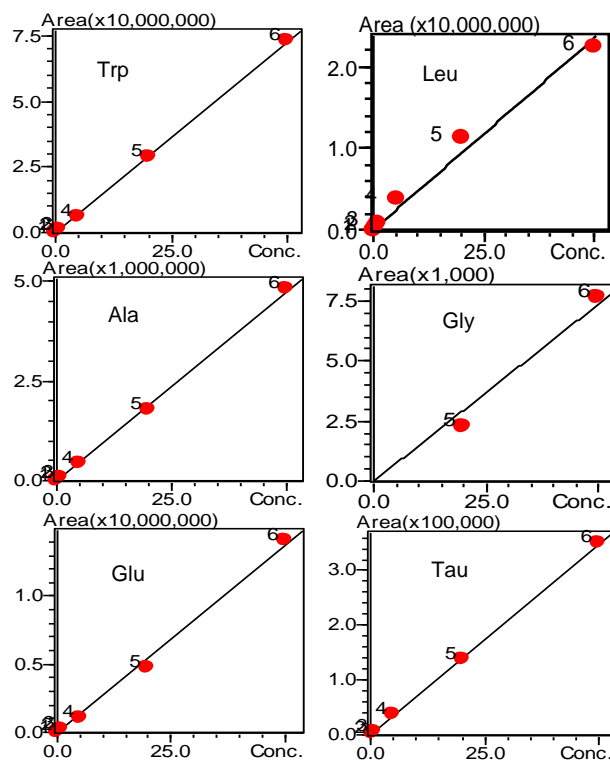 Area(x10,000,000)
7.5
5.0
2.5
0.0
Trp
4
5
6
0.0 25.0 Conc.
Area (x10,000,000)
2.0
1.0
0.0
Leu
5
6
0.0 25.0 Conc.
Area(x1,000,000)
5.0
2.5
0.0
Ala
4
5
6
0.0 25.0 Conc.
Area(x1,000)
7.5
5.0
2.5
0.0
Gly
5
6
0.0 25.0 Conc.
Area(x10,000,000)
1.0
0.5
0.0
Glu
4
5
6
0.0 25.0 Conc.
Area(x100,000)
3.0
2.0
1.0
0.0
Tau
4
5
6
0.0 25.0 Conc.